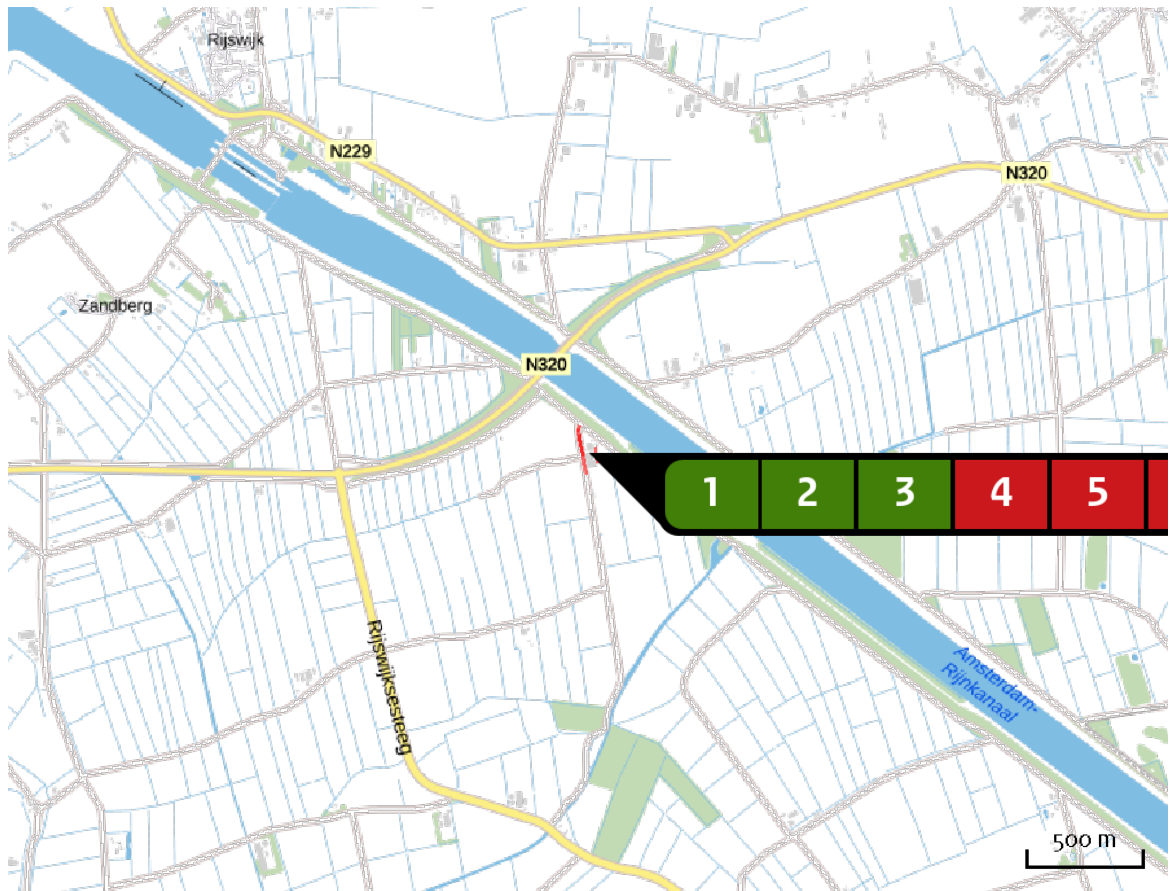 Rijswijk
N229
N320
Zandberg
N320
1 2 3 4 5
Rijswijksesteeg
Amsterdam-
Rijnkanaal
500 m